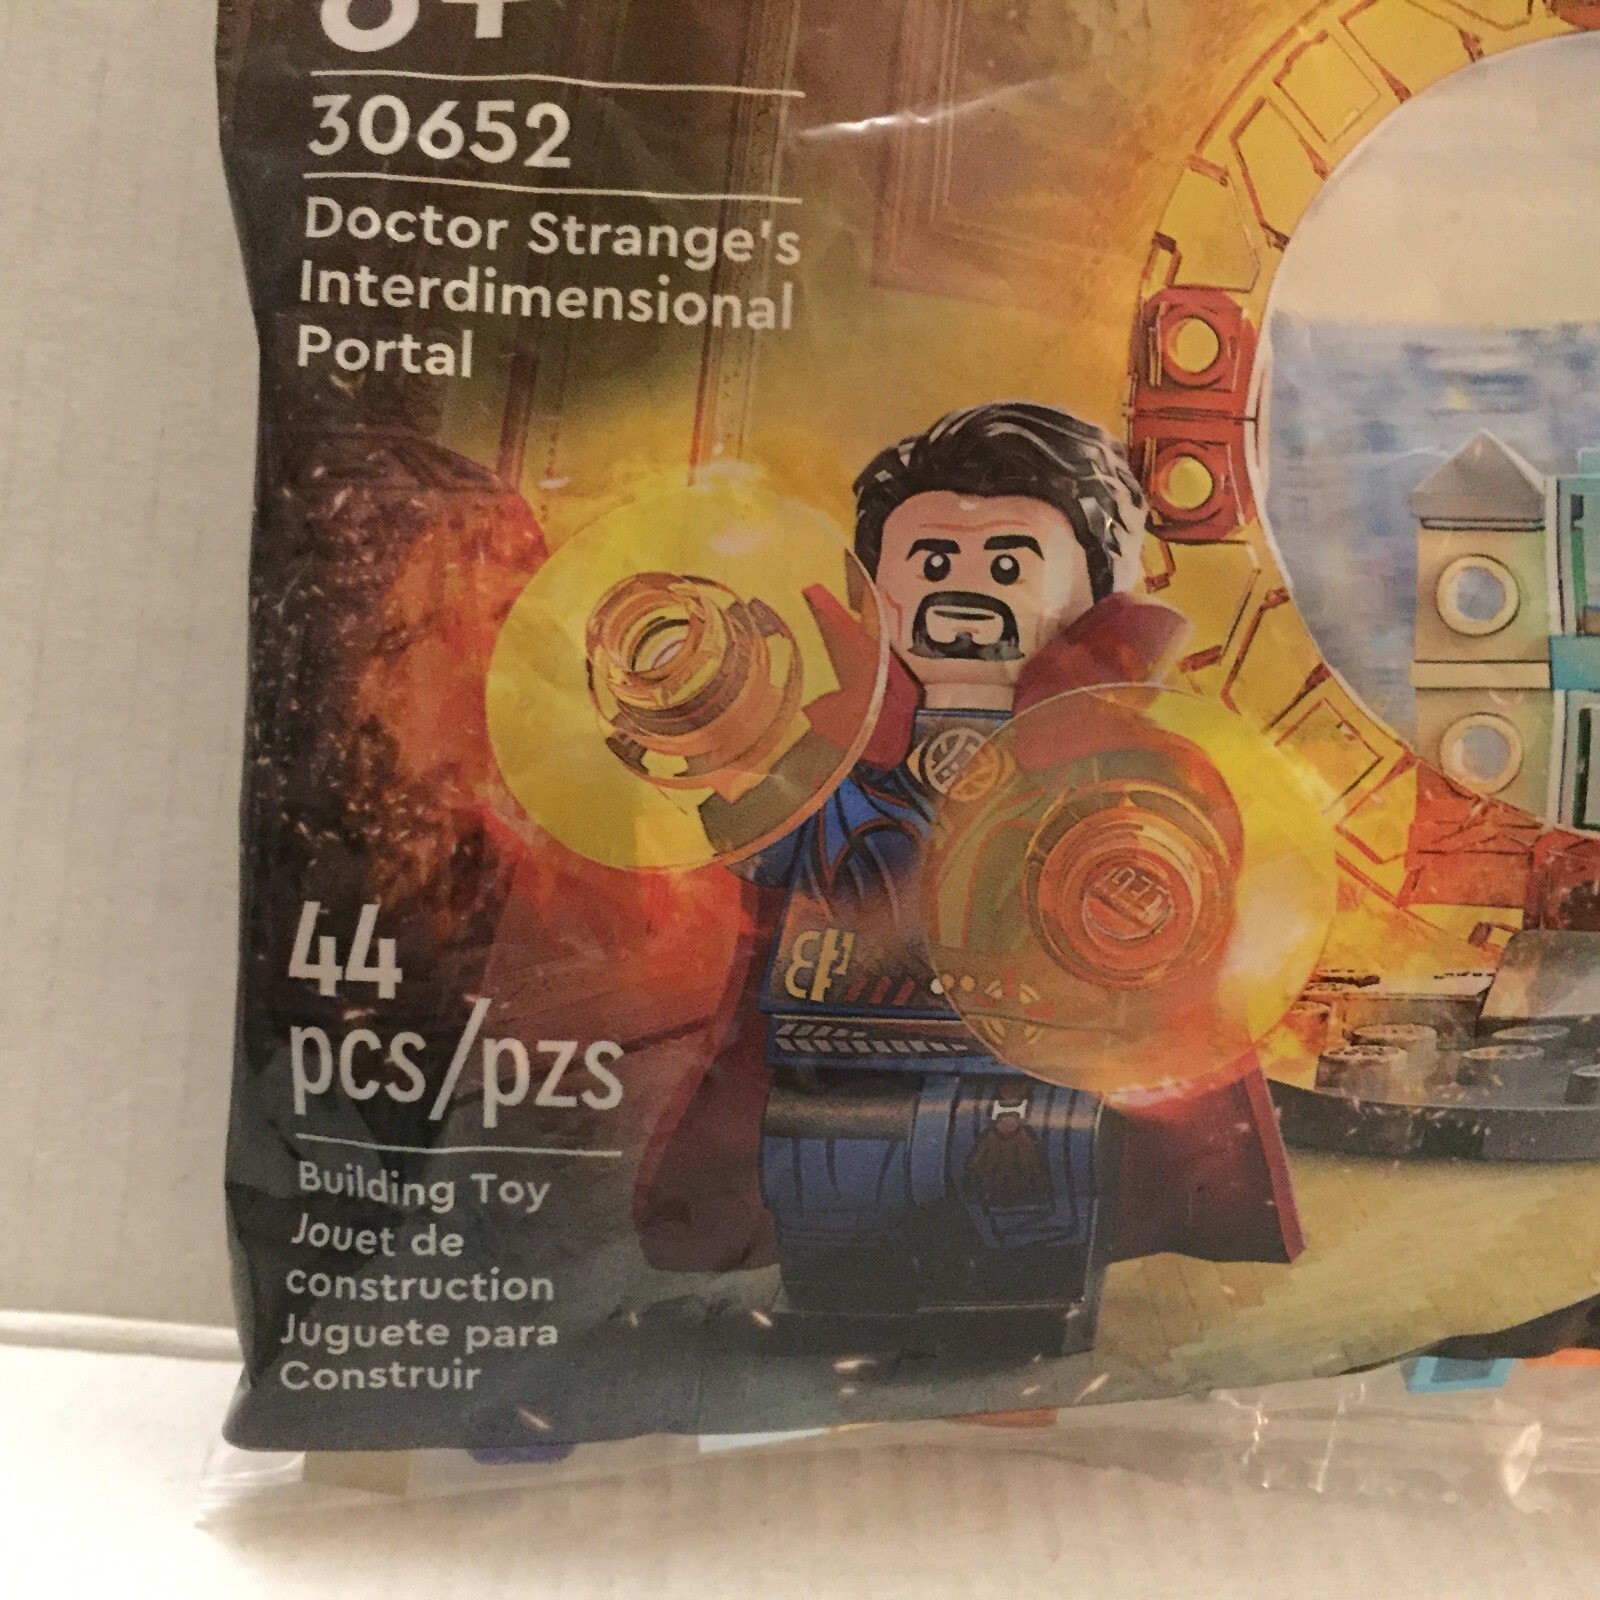 30652
Doctor Strange's
Interdimensional
Portal
44
pcs/pzs
Building Toy
Jouet de
construction
Juguete para
Construir